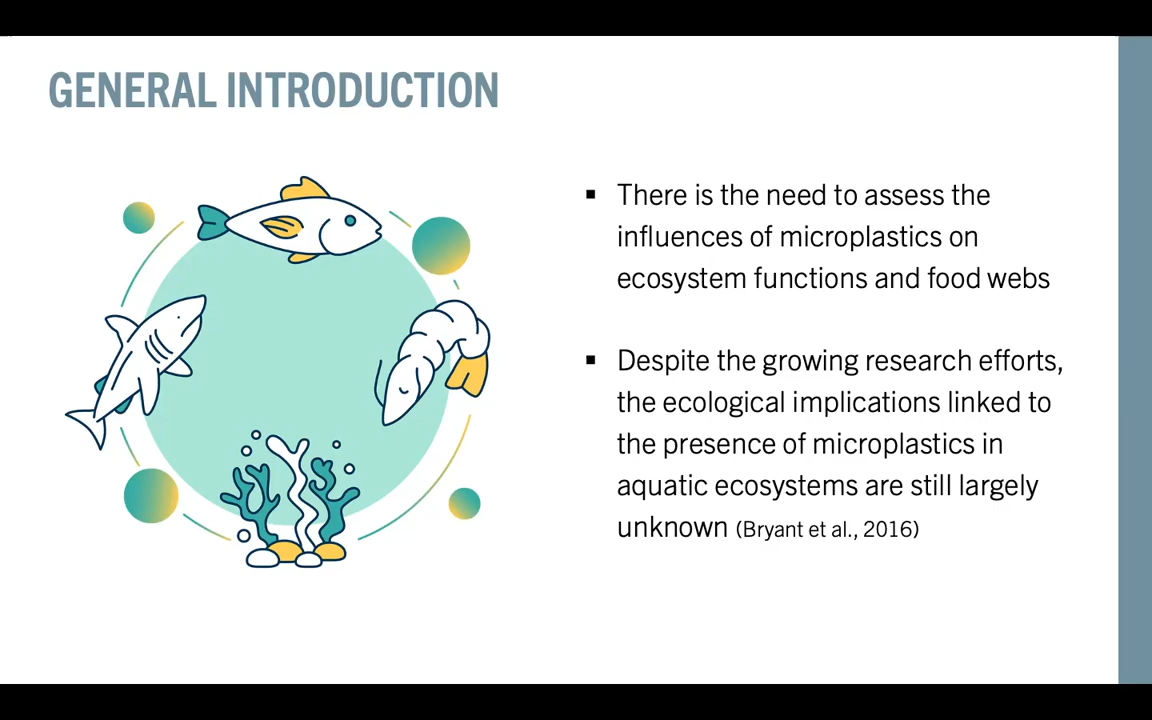 GENERAL INTRODUCTION
▪ There is the need to assess the
influences of microplastics on
ecosystem functions and food webs
▪ Despite the growing research efforts,
the ecological implications linked to
the presence of microplastics in
aquatic ecosystems are still largely
unknown (Bryant et al., 2016)